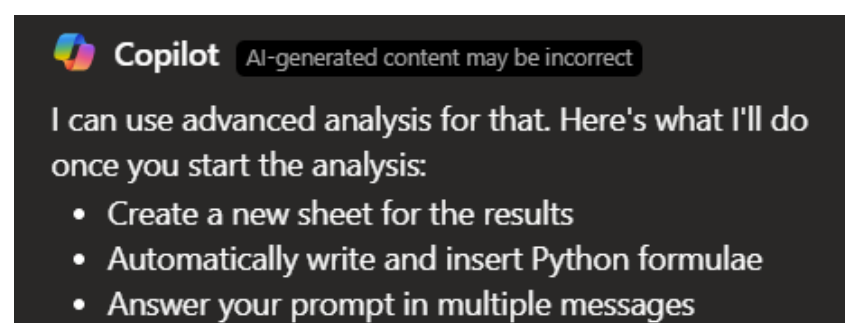 Copilot AI-generated content may be incorrect
I can use advanced analysis for that. Here's what I'll do
once you start the analysis:
• Create a new sheet for the results
• Automatically write and insert Python formulae
• Answer your prompt in multiple messages